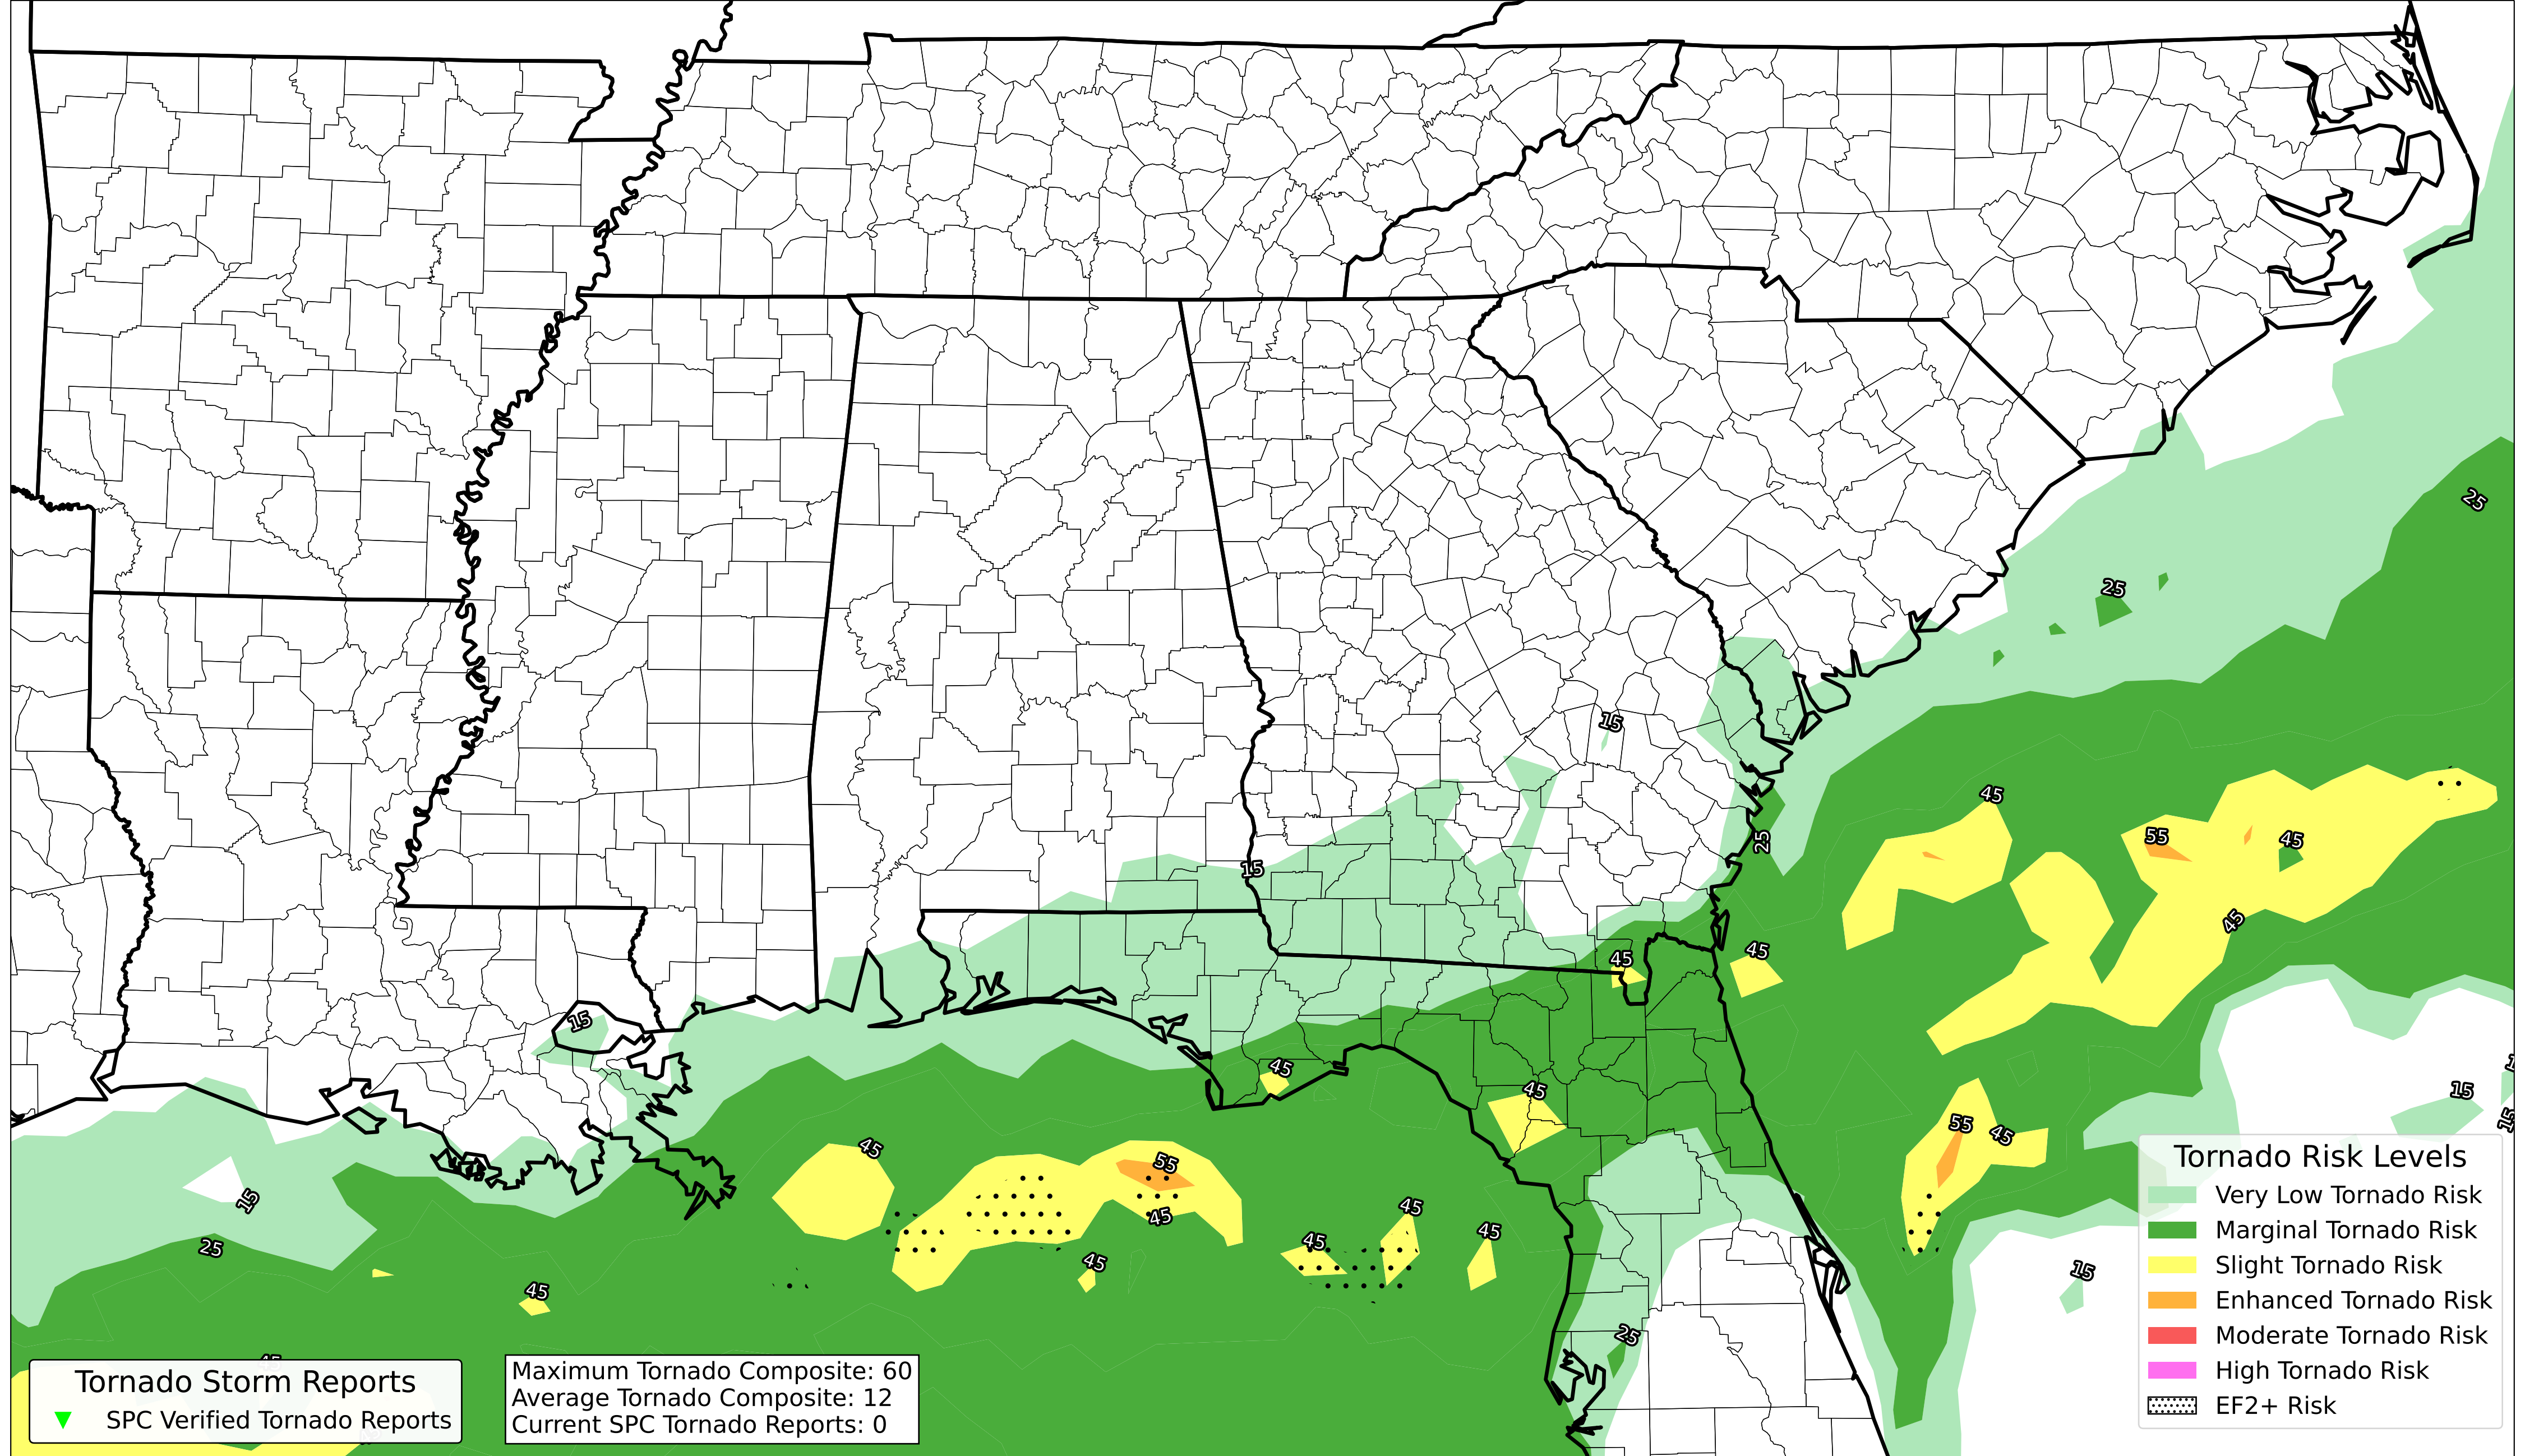 25
25
15
45
25
55
45
15
45
45
45
15
45
15
45
15
55
45
45
15
55
15
45
45
45
45
25
45
15
45
25
Maximum Tornado Composite: 60
Average Tornado Composite: 12
Current SPC Tornado Reports: 0
Tornado Storm Reports
SPC Verified Tornado Reports
Tornado Risk Levels
Very Low Tornado Risk
Marginal Tornado Risk
Slight Tornado Risk
Enhanced Tornado Risk
Moderate Tornado Risk
High Tornado Risk
EF2+ Risk